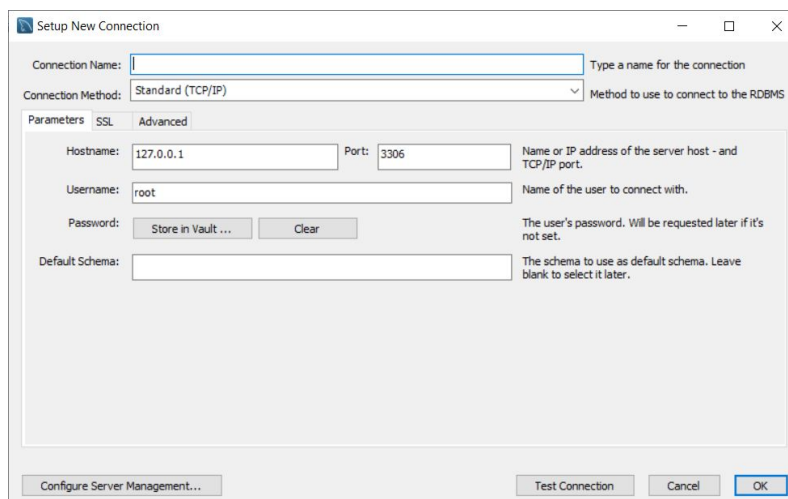 Setup New Connection
Connection Name:
Type a name for the connection
Connection Method:
Standard (TCP/IP)
Method to use to connect to the RDBMS
Parameters
SSL
Advanced
Hostname:
127.0.0.1
Port:
3306
Name or IP address of the server host - and
TCP/IP port.
Username:
root
Name of the user to connect with.
Password:
Store in Vault ...
Clear
The user's password. Will be requested later if it's
not set.
Default Schema:
The schema to use as default schema. Leave
blank to select it later.
Configure Server Management...
Test Connection
Cancel
OK